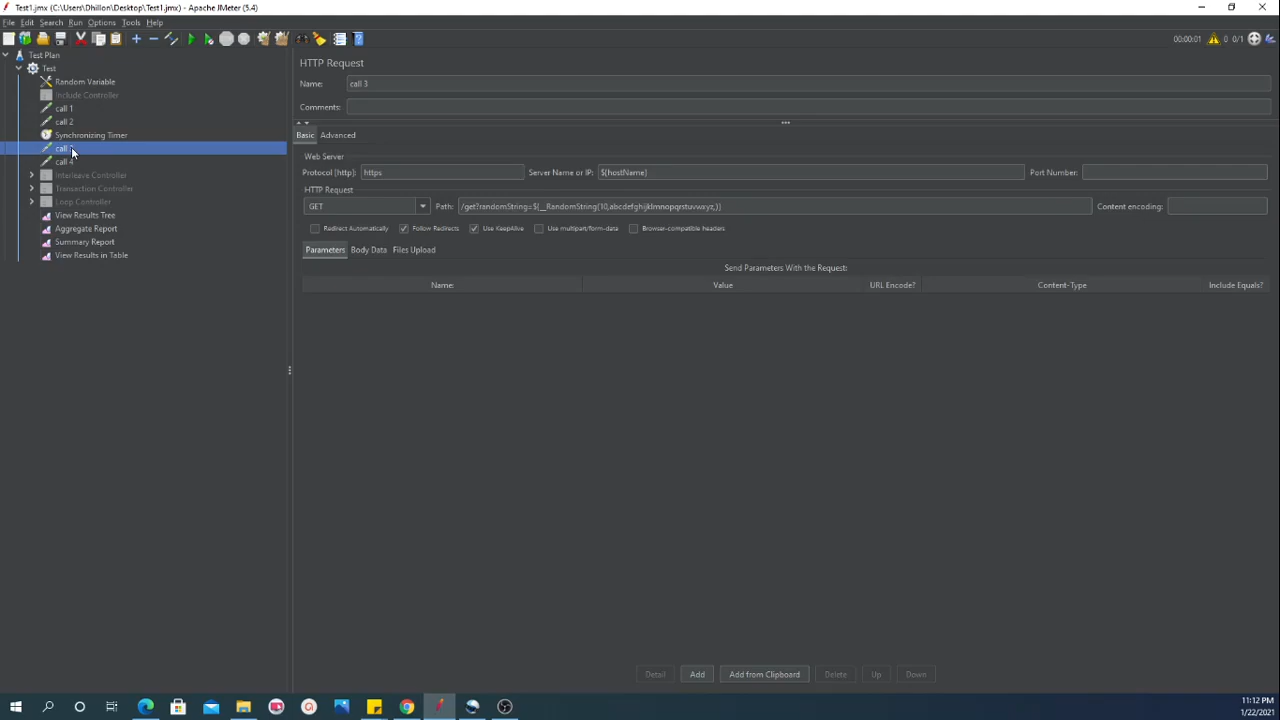 Test1.jmx (C:\Users\Dhillon\Desktop\Test1.jmx) - Apache JMeter (5.4)
File Edit Search Run Options Tools Help
00:00:01 0 0/1
Test Plan
Test
Random Variable
Include Controller
call 1
call 2
Synchronizing Timer
call
call 4
Interleave Controller
Transaction Controller
Loop Controller
View Results Tree
Aggregate Report
Summary Report
View Results in Table
HTTP Request
Name: call 3
Comments:
Basic Advanced
Web Server
Protocol [http]: https Server Name or IP: ${hostName} Port Number:
HTTP Request
GET Path: /get?randomString=${__RandomString(10,abcdefghijklmnopqrstuvwxyz,)} Content encoding:
Redirect Automatically Follow Redirects Use KeepAlive Use multipart/form-data Browser-compatible headers
Parameters Body Data Files Upload
Send Parameters With the Request:
Name: Value URL Encode? Content-Type Include Equals?
Detail Add Add from Clipboard Delete Up Down
11:12 PM
1/22/2021